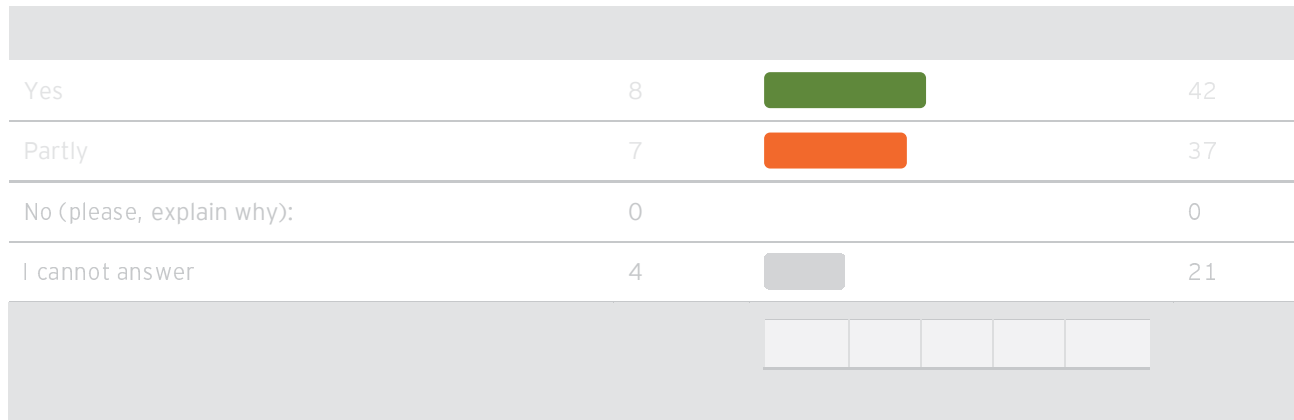 Yes 8 42
Partly 7 37
No (please, explain why): 0 0
I cannot answer 4 21